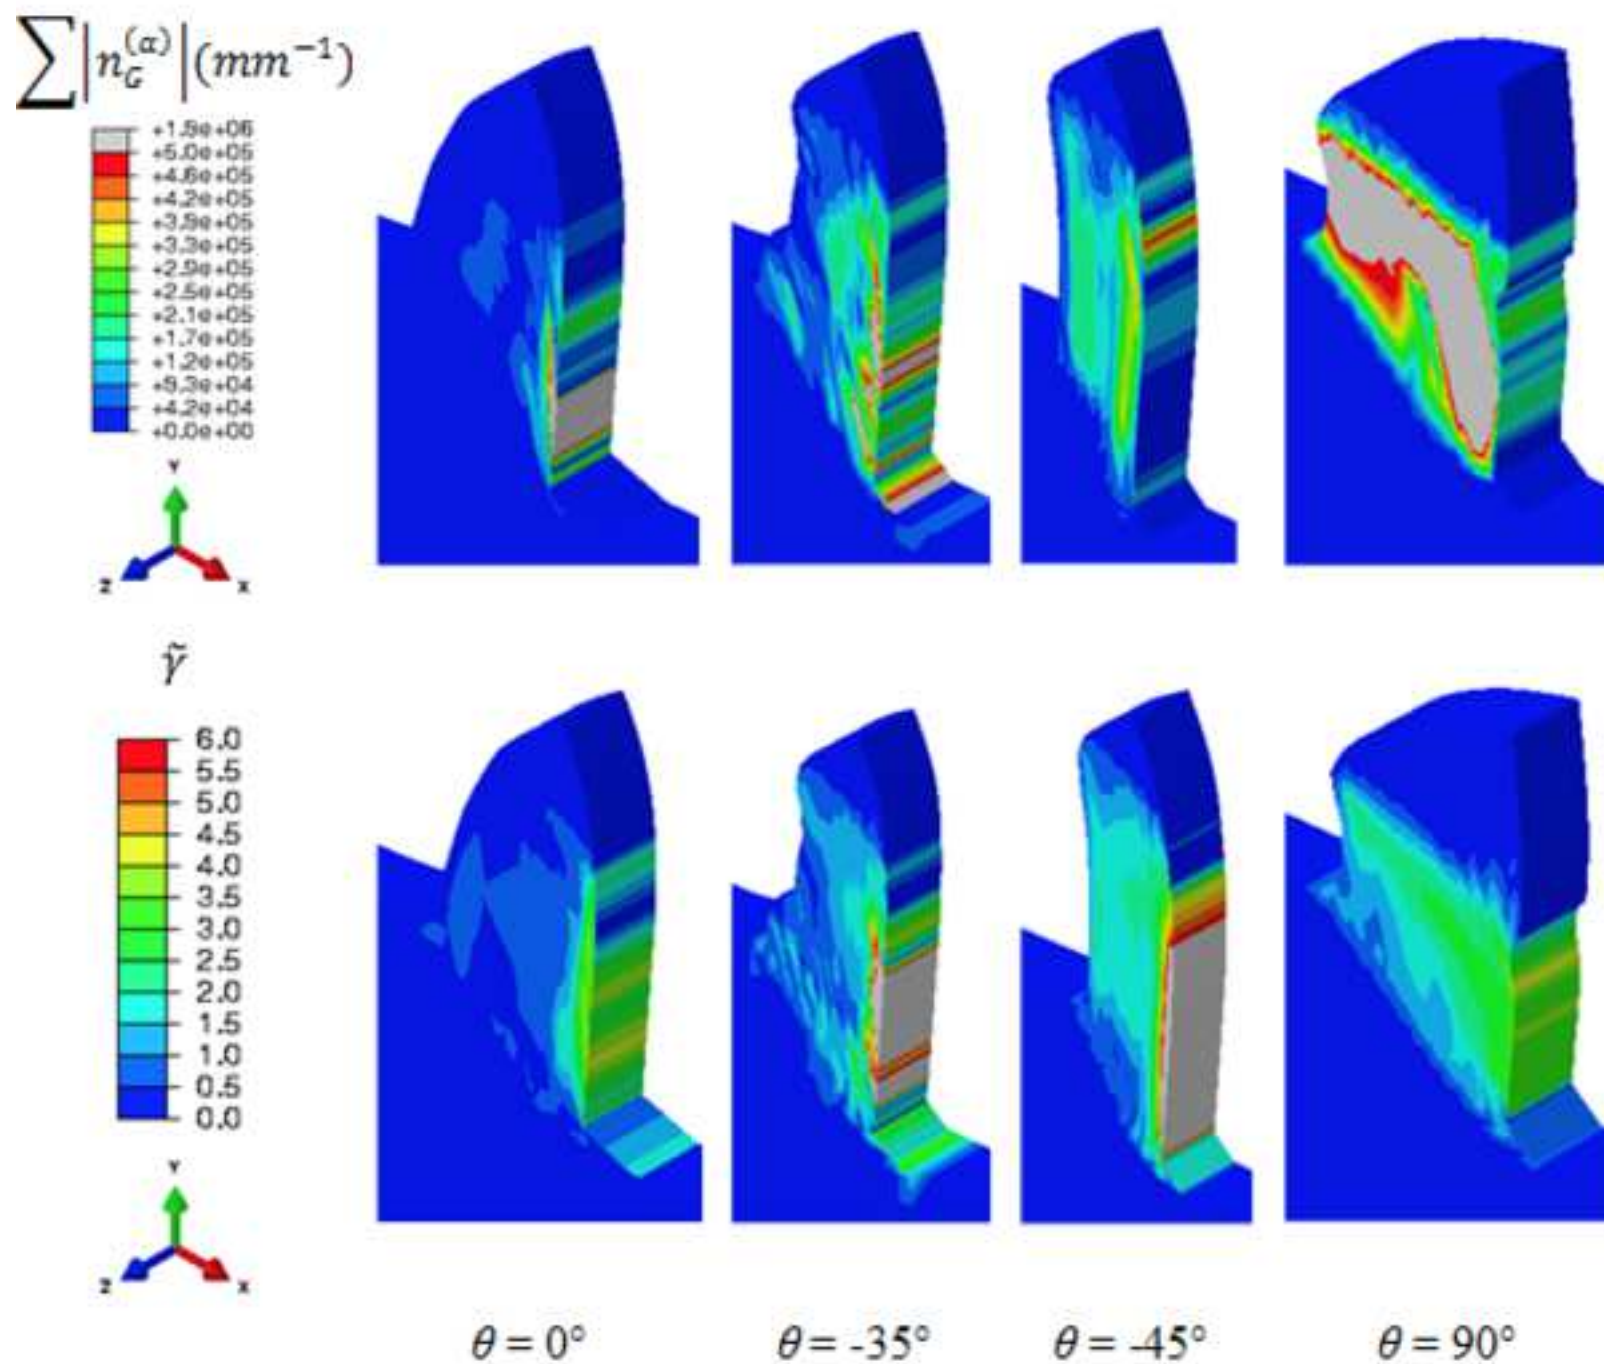 ∑|n_G^(α)|(mm⁻¹)
+1.9e+06
+5.0e+05
+4.6e+05
+4.2e+05
+3.8e+05
+3.3e+05
+2.9e+05
+2.5e+05
+2.1e+05
+1.7e+05
+1.2e+05
+8.3e+04
+4.2e+04
+0.0e+00
Y
Z X
γ̃
6.0
5.5
5.0
4.5
4.0
3.5
3.0
2.5
2.0
1.5
1.0
0.5
0.0
Y
Z X
θ = 0° θ = -35° θ = -45° θ = 90°